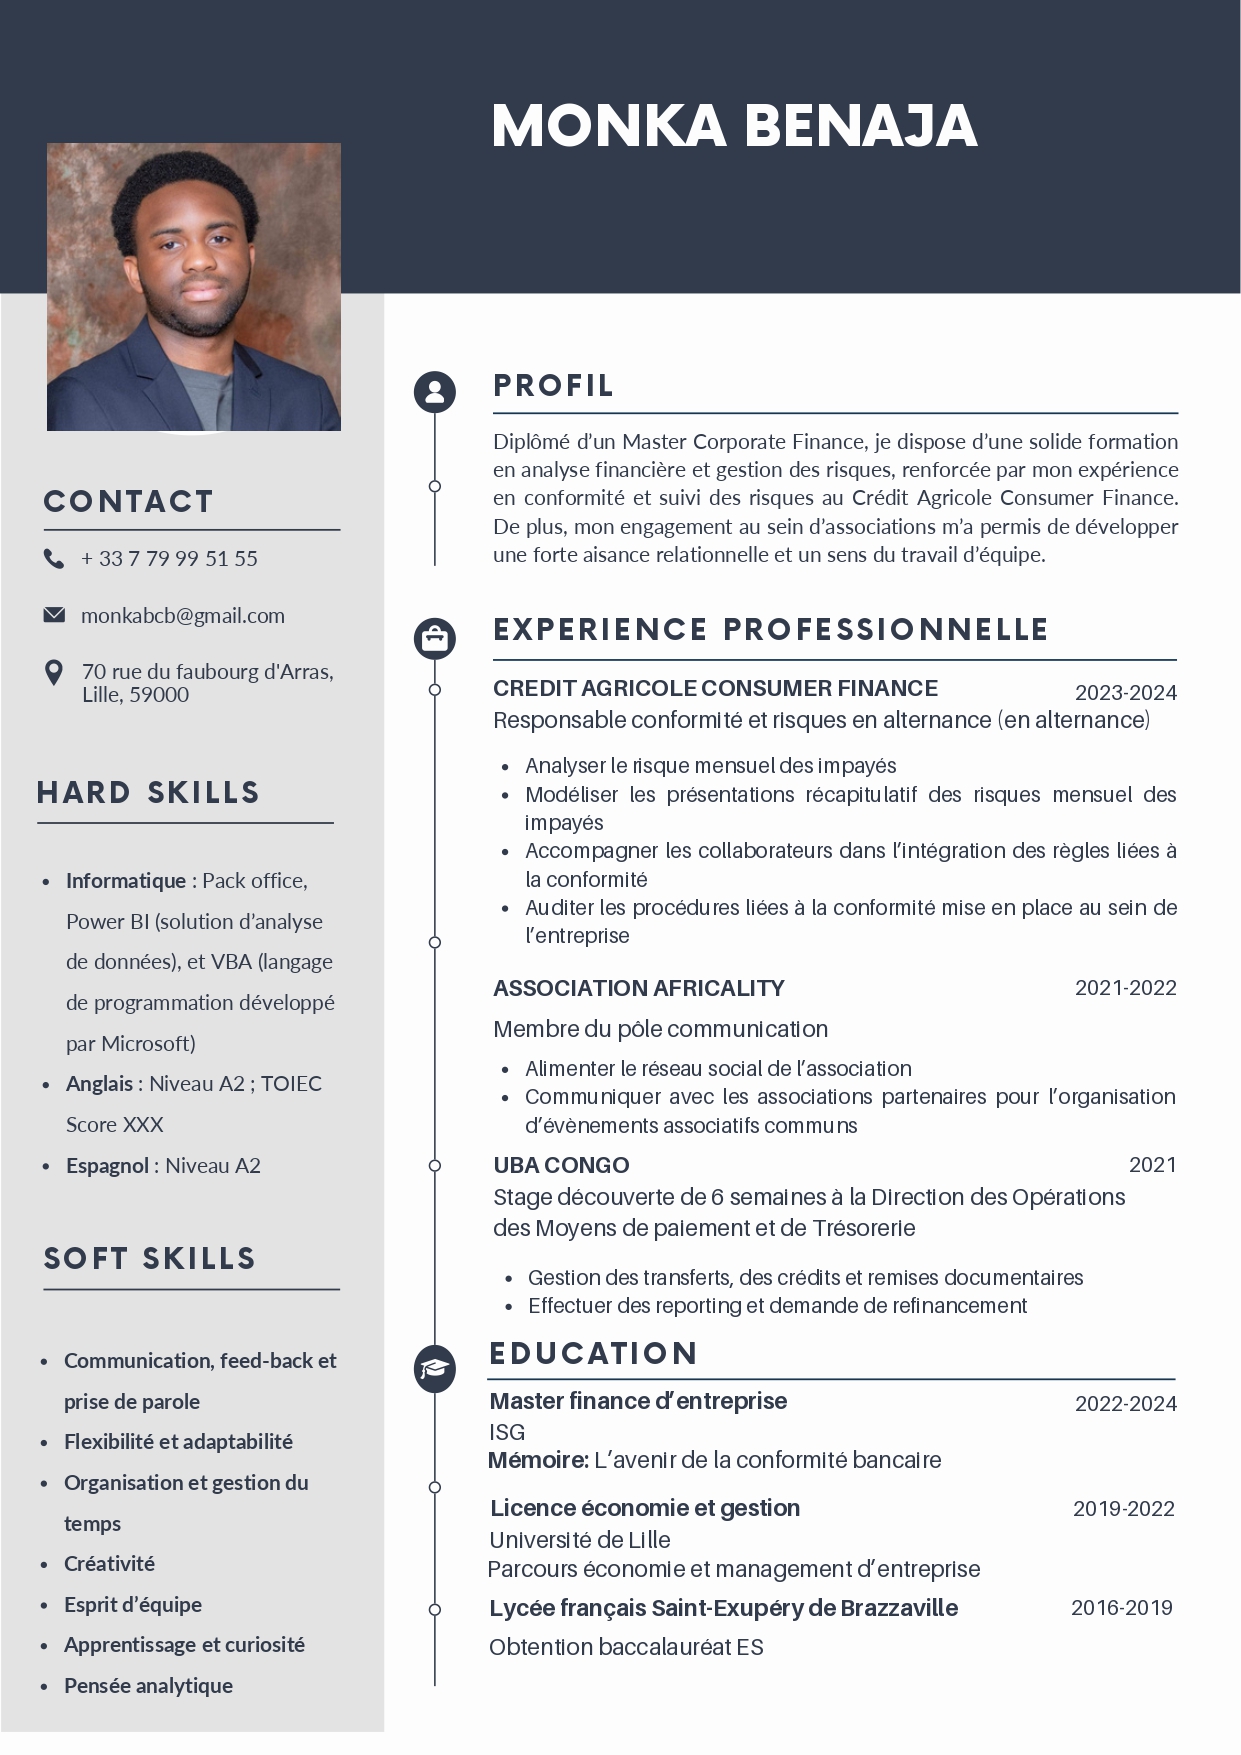 MONKA BENAJA
CONTACT
+ 33 7 79 99 51 55
monkabcb@gmail.com
70 rue du faubourg d'Arras,
Lille, 59000
HARD SKILLS
• Informatique : Pack office,
Power BI (solution d’analyse
de données), et VBA (langage
de programmation développé
par Microsoft)
• Anglais : Niveau A2 ; TOIEC
Score XXX
• Espagnol : Niveau A2
SOFT SKILLS
• Communication, feed-back et
prise de parole
• Flexibilité et adaptabilité
• Organisation et gestion du
temps
• Créativité
• Esprit d’équipe
• Apprentissage et curiosité
• Pensée analytique
PROFIL
Diplômé d’un Master Corporate Finance, je dispose d’une solide formation
en analyse financière et gestion des risques, renforcée par mon expérience
en conformité et suivi des risques au Crédit Agricole Consumer Finance.
De plus, mon engagement au sein d’associations m’a permis de développer
une forte aisance relationnelle et un sens du travail d’équipe.
EXPERIENCE PROFESSIONNELLE
CREDIT AGRICOLE CONSUMER FINANCE 2023-2024
Responsable conformité et risques en alternance (en alternance)
• Analyser le risque mensuel des impayés
• Modéliser les présentations récapitulatif des risques mensuel des
impayés
• Accompagner les collaborateurs dans l’intégration des règles liées à
la conformité
• Auditer les procédures liées à la conformité mise en place au sein de
l’entreprise
ASSOCIATION AFRICALITY 2021-2022
Membre du pôle communication
• Alimenter le réseau social de l’association
• Communiquer avec les associations partenaires pour l’organisation
d’évènements associatifs communs
UBA CONGO 2021
Stage découverte de 6 semaines à la Direction des Opérations
des Moyens de paiement et de Trésorerie
• Gestion des transferts, des crédits et remises documentaires
• Effectuer des reporting et demande de refinancement
EDUCATION
Master finance d’entreprise 2022-2024
ISG
Mémoire: L’avenir de la conformité bancaire
Licence économie et gestion 2019-2022
Université de Lille
Parcours économie et management d’entreprise
Lycée français Saint-Exupéry de Brazzaville 2016-2019
Obtention baccalauréat ES